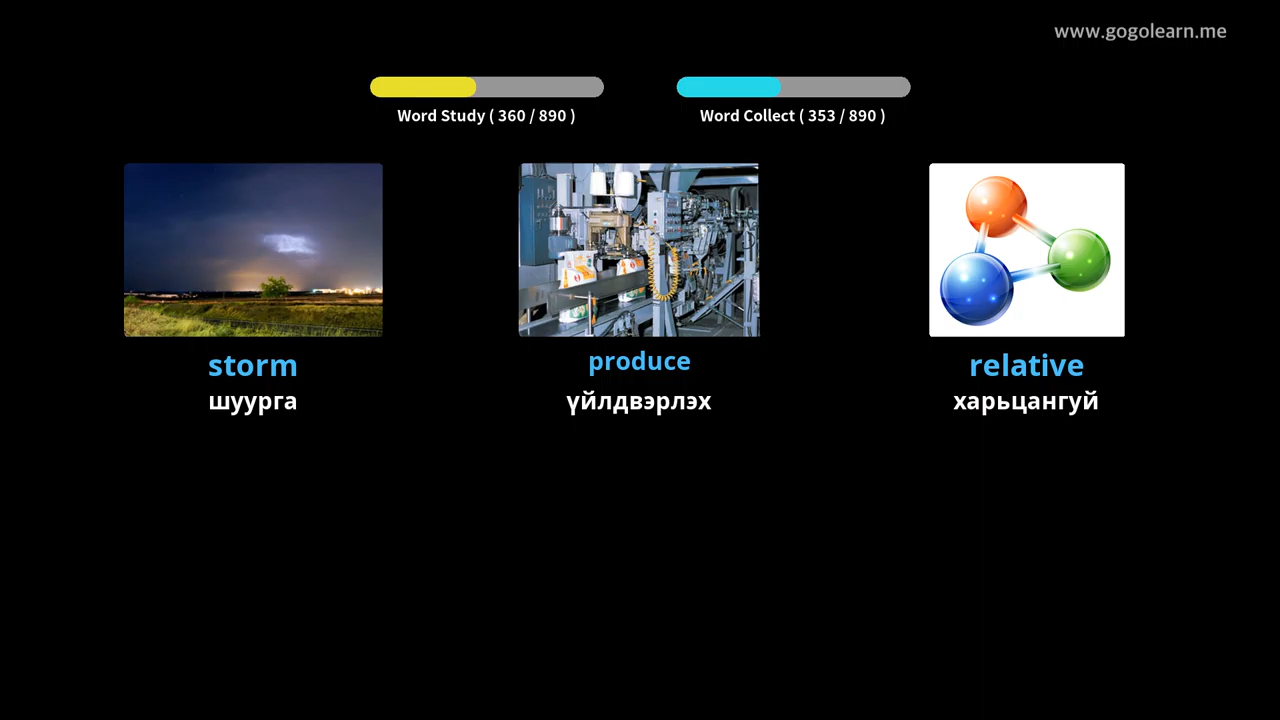 www.gogolearn.me
Word Study ( 360 / 890 )
Word Collect ( 353 / 890 )
storm
produce
relative
шуурга
үйлдвэрлэх
харьцангуй